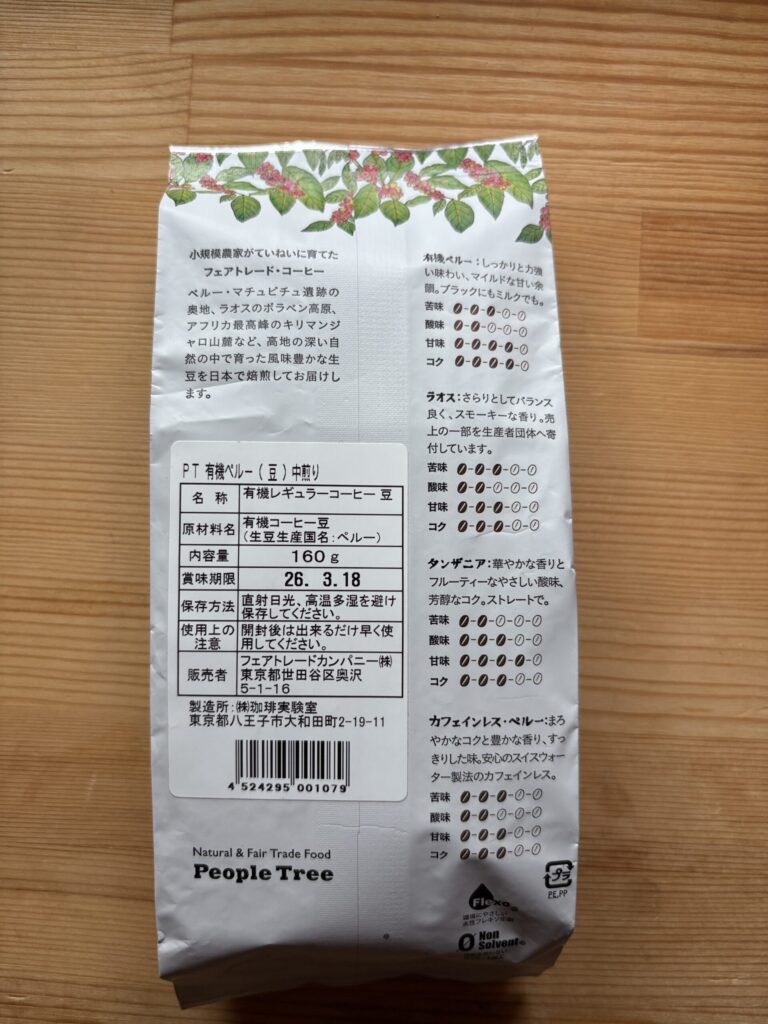 小規模農家がていねいに育てた
フェアトレード・コーヒー
ペルー・マチュピチュ遺跡の
奥地、ラオスのボラベン高原、
アフリカ最高峰のキリマンジ
ャロ山麓など、高地の深い自
然の中で育った風味豊かな生
豆を日本で焙煎してお届けし
ます。
PT 有機ペルー(豆)中煎り
名 称 有機レギュラーコーヒー 豆
原材料名 有機コーヒー豆
(生豆生産国名:ペルー)
内容量 160g
賞味期限 26. 3.18
保存方法 直射日光、高温多湿を避け
保存してください。
使用上の 開封後は出来るだけ早く使
注意 用してください。
販売者 フェアトレードカンパニー㈱
東京都世田谷区奥沢
5-1-16
製造所:㈱珈琲実験室
東京都八王子市大和田町2-19-11
4 524295 001079
Natural & Fair Trade Food
People Tree
有機ペルー:しっかりと力強
い味わい、マイルドな甘い余
韻。ブラックにもミルクでも。
苦味
酸味
甘味
コク
ラオス:さらりとしてバランス
良く、スモーキーな香り。売
上の一部を生産者団体へ寄
付しています。
苦味
酸味
甘味
コク
タンザニア:華やかな香りと
フルーティーなやさしい酸味、
芳醇なコク。ストレートで。
苦味
酸味
甘味
コク
カフェインレス・ペルー:まろ
やかなコクと豊かな香り、すっ
きりした味。安心のスイスウォー
ター製法のカフェインレス。
苦味
酸味
甘味
コク
プラ
PE,PP
Flexo
環境にやさしい
水性フレキソ印刷
0 Non
Solvent